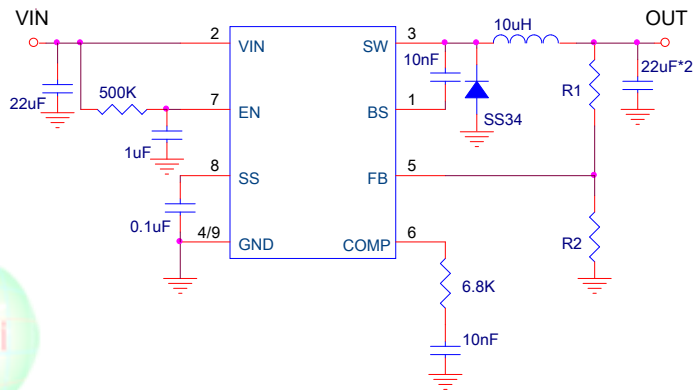 VIN
OUT
2
VIN
SW
3
10uH
10nF
22uF*2
22uF
500K
7
EN
BS
1
SS34
R1
1uF
8
SS
FB
5
0.1uF
4/9
GND
COMP
6
R2
6.8K
10nF
i